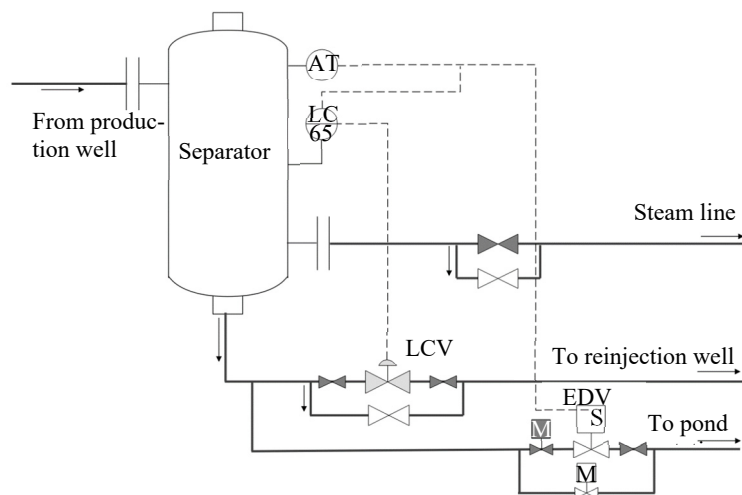 AT
LC
65
From produc-
tion well
Separator
Steam line
LCV
To reinjection well
EDV
S
To pond
M
M